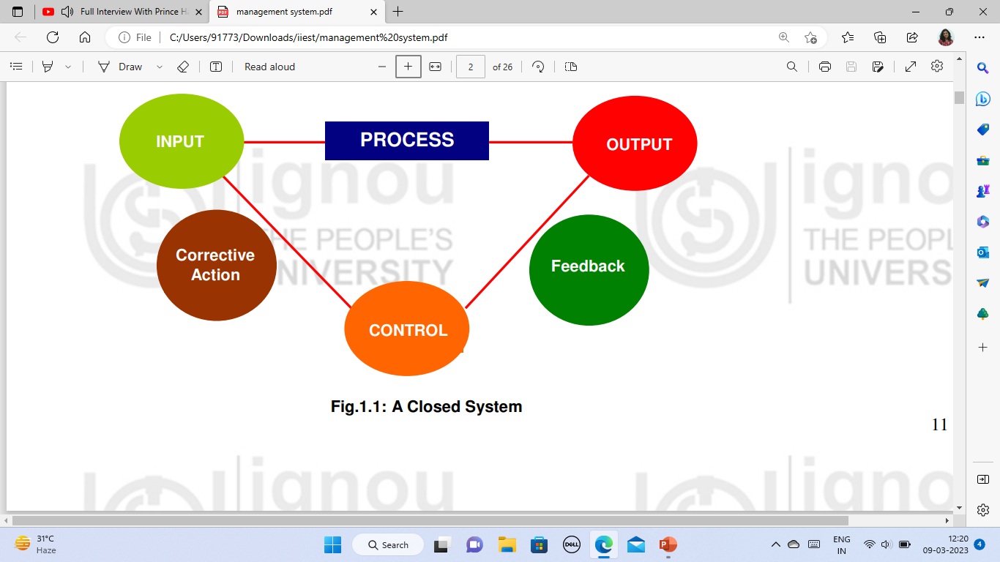 Full Interview With Prince Ha
management system.pdf
File
C:/Users/91773/Downloads/iiest/management%20system.pdf
Draw
Read aloud
2
of 26
INPUT
PROCESS
OUTPUT
ignou
THE PEOPLE'S
UNIVERSITY
ignou
THE PEOPL
UNIVERS
Corrective
Action
Feedback
CONTROL
Fig.1.1: A Closed System
11
ignou
ignou
31°C
Haze
Search
DELL
ENG
IN
12:20
09-03-2023
4